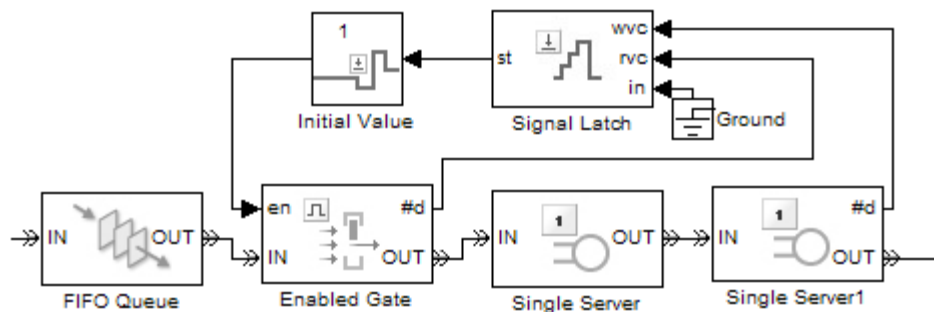 1
Initial Value
st
wvc
rvc
in
Signal Latch
Ground
IN
OUT
FIFO Queue
en
#d
IN
OUT
Enabled Gate
1
IN
OUT
Single Server
1
#d
IN
OUT
Single Server1